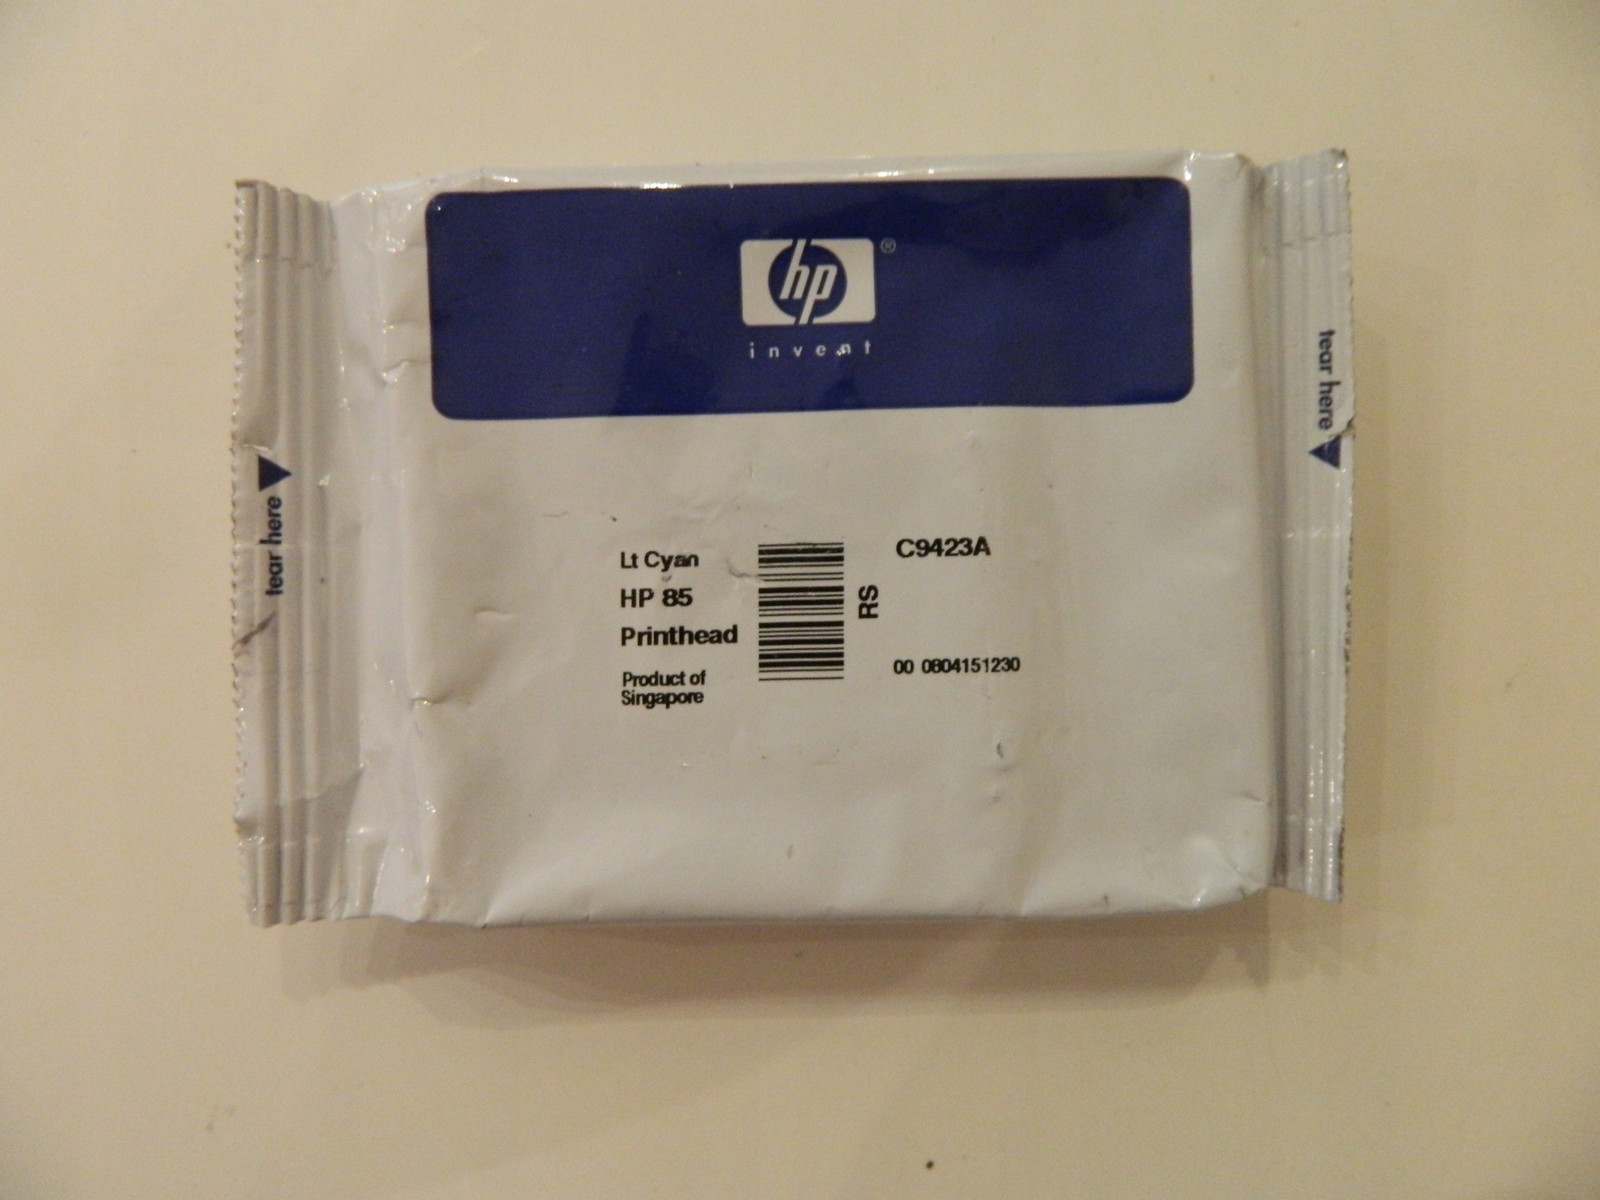 hp®
invent
tear here
tear here
Lt Cyan
HP 85
Printhead
Product of
Singapore
RS
C9423A
00 0804151230